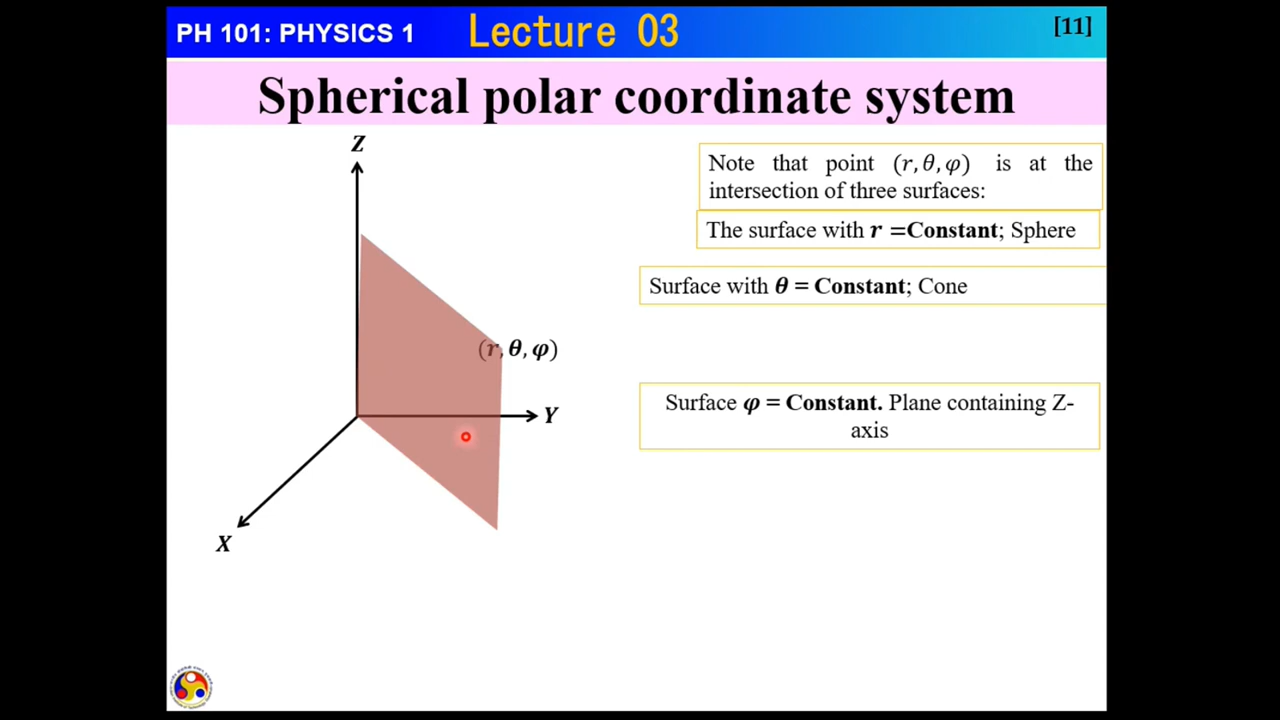 PH 101: PHYSICS 1
Lecture 03
[11]
Spherical polar coordinate system
Z
Note that point (r, θ, φ) is at the
intersection of three surfaces:
The surface with r =Constant; Sphere
Surface with θ = Constant; Cone
(r, θ, φ)
Surface φ = Constant. Plane containing Z-
axis
Y
X